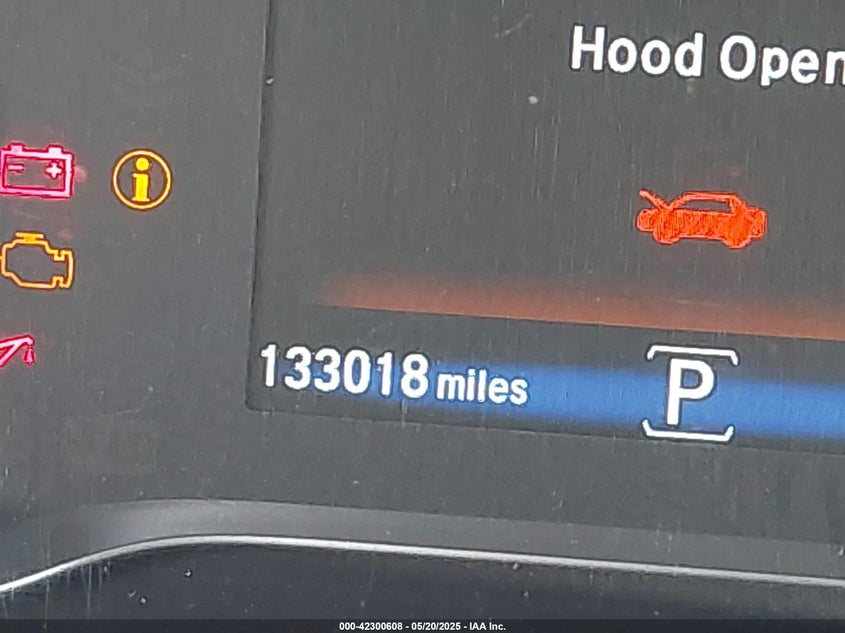 Hood Open
133018 miles
P
000-42300608 - 05/20/2025 - IAA Inc.